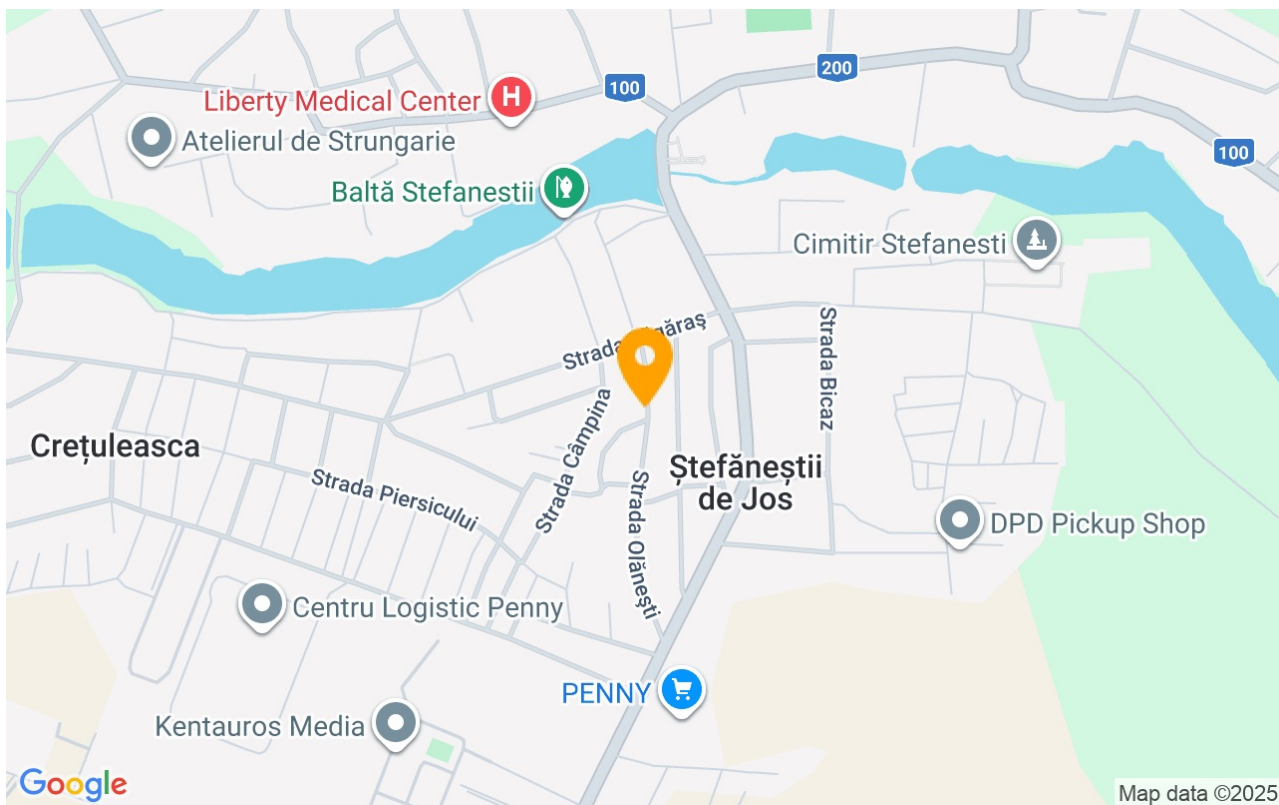 200
100
Liberty Medical Center
H
Atelierul de Strungarie
100
Baltă Stefanestii
Cimitir Stefanesti
Strada
găraș
Strada Bicaz
Strada Câmpina
Crețuleasca
Ștefăneștii
de Jos
Strada Piersicului
Strada Olănești
DPD Pickup Shop
Centru Logistic Penny
PENNY
Kentauros Media
Google
Map data ©2025